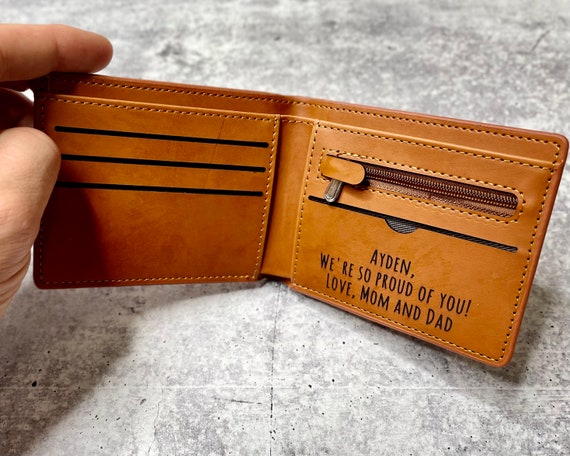 AYDEN,
WE'RE SO PROUD OF YOU!
LOVE, MOM AND DAD